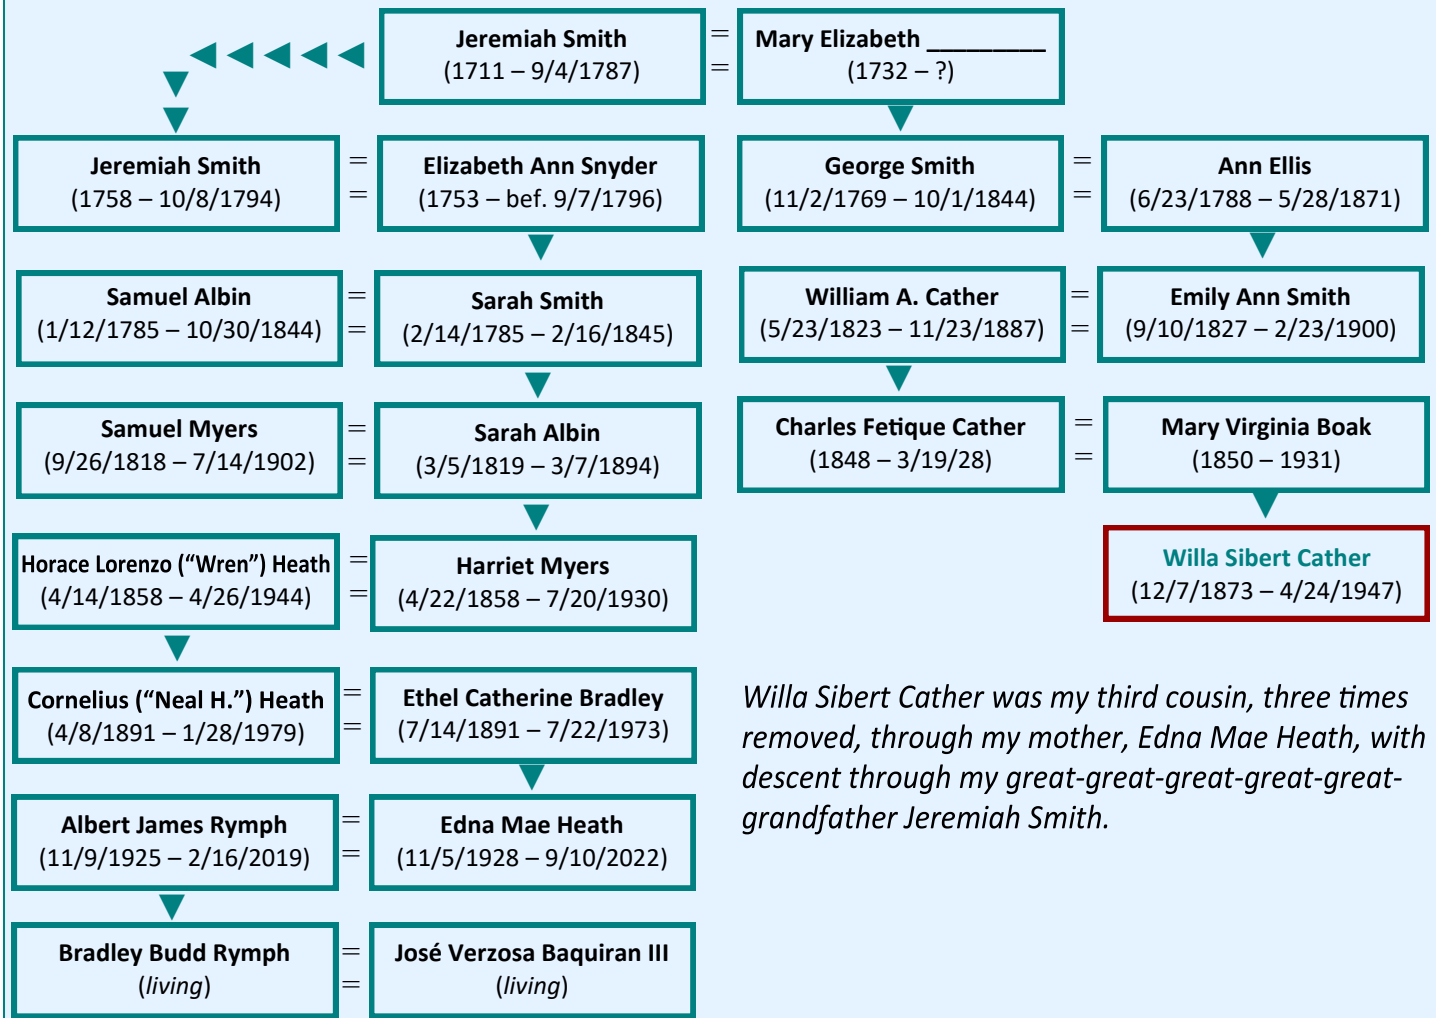 Jeremiah Smith
(1711 – 9/4/1787)
=
=
Mary Elizabeth _________
(1732 – ?)
Jeremiah Smith
(1758 – 10/8/1794)
=
=
Elizabeth Ann Snyder
(1753 – bef. 9/7/1796)
George Smith
(11/2/1769 – 10/1/1844)
=
=
Ann Ellis
(6/23/1788 – 5/28/1871)
Samuel Albin
(1/12/1785 – 10/30/1844)
=
=
Sarah Smith
(2/14/1785 – 2/16/1845)
William A. Cather
(5/23/1823 – 11/23/1887)
=
=
Emily Ann Smith
(9/10/1827 – 2/23/1900)
Samuel Myers
(9/26/1818 – 7/14/1902)
=
=
Sarah Albin
(3/5/1819 – 3/7/1894)
Charles Fetique Cather
(1848 – 3/19/28)
=
=
Mary Virginia Boak
(1850 – 1931)
Horace Lorenzo (“Wren”) Heath
(4/14/1858 – 4/26/1944)
=
=
Harriet Myers
(4/22/1858 – 7/20/1930)
Willa Sibert Cather
(12/7/1873 – 4/24/1947)
Cornelius (“Neal H.”) Heath
(4/8/1891 – 1/28/1979)
=
=
Ethel Catherine Bradley
(7/14/1891 – 7/22/1973)
Willa Sibert Cather was my third cousin, three times
removed, through my mother, Edna Mae Heath, with
descent through my great-great-great-great-great-
grandfather Jeremiah Smith.
Albert James Rymph
(11/9/1925 – 2/16/2019)
=
=
Edna Mae Heath
(11/5/1928 – 9/10/2022)
Bradley Budd Rymph
(living)
=
=
José Verzosa Baquiran III
(living)